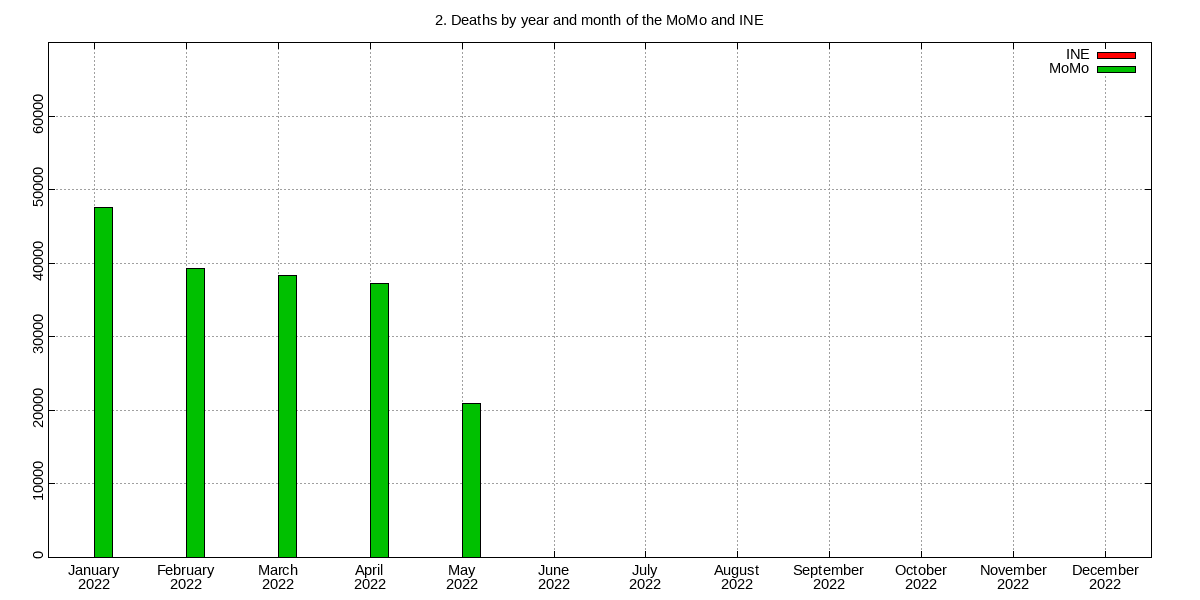 2. Deaths by year and month of the MoMo and INE
INE
MoMo
60000
50000
40000
30000
20000
10000
0
January February March April May June July August September October November December
2022 2022 2022 2022 2022 2022 2022 2022 2022 2022 2022 2022